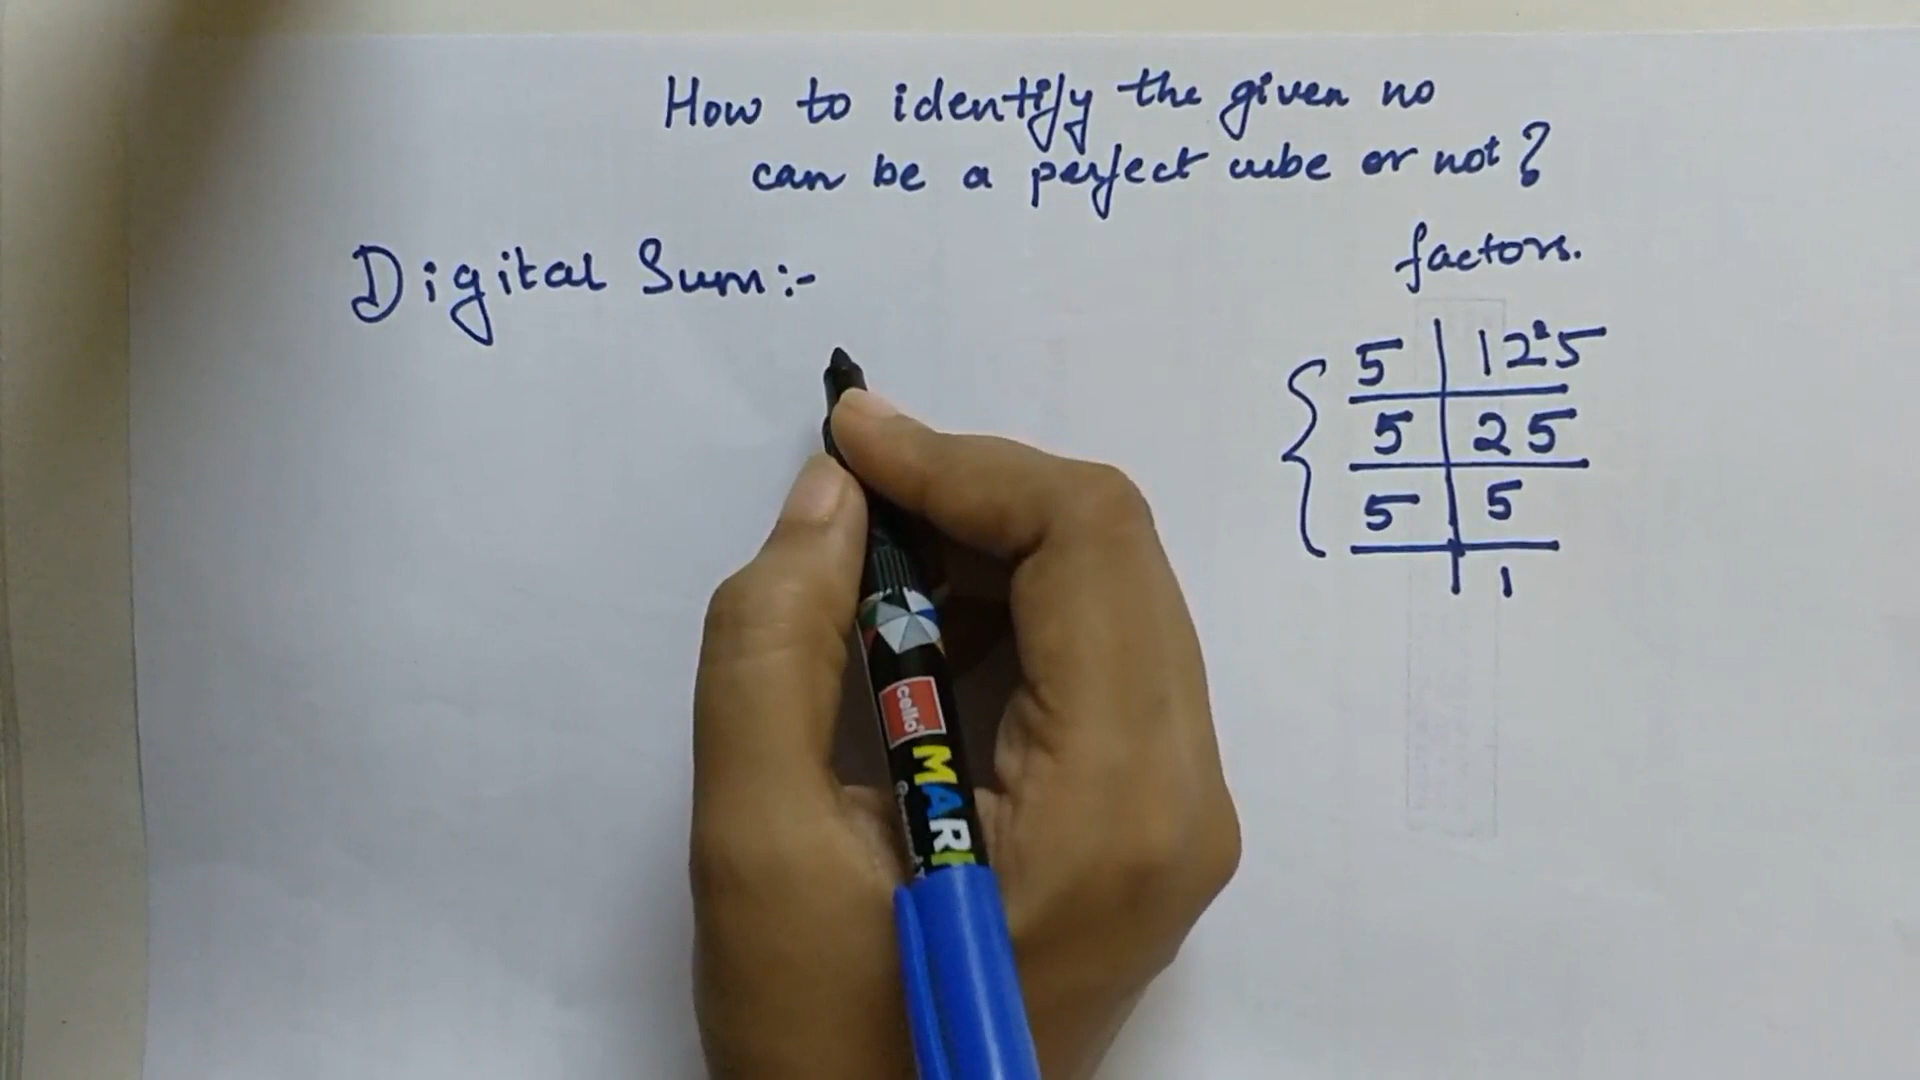 How to identify the given no
can be a perfect cube or not?
Digital Sum:-
factors.
5 | 12²5
5 | 25
5 | 5
1
cello
MAR